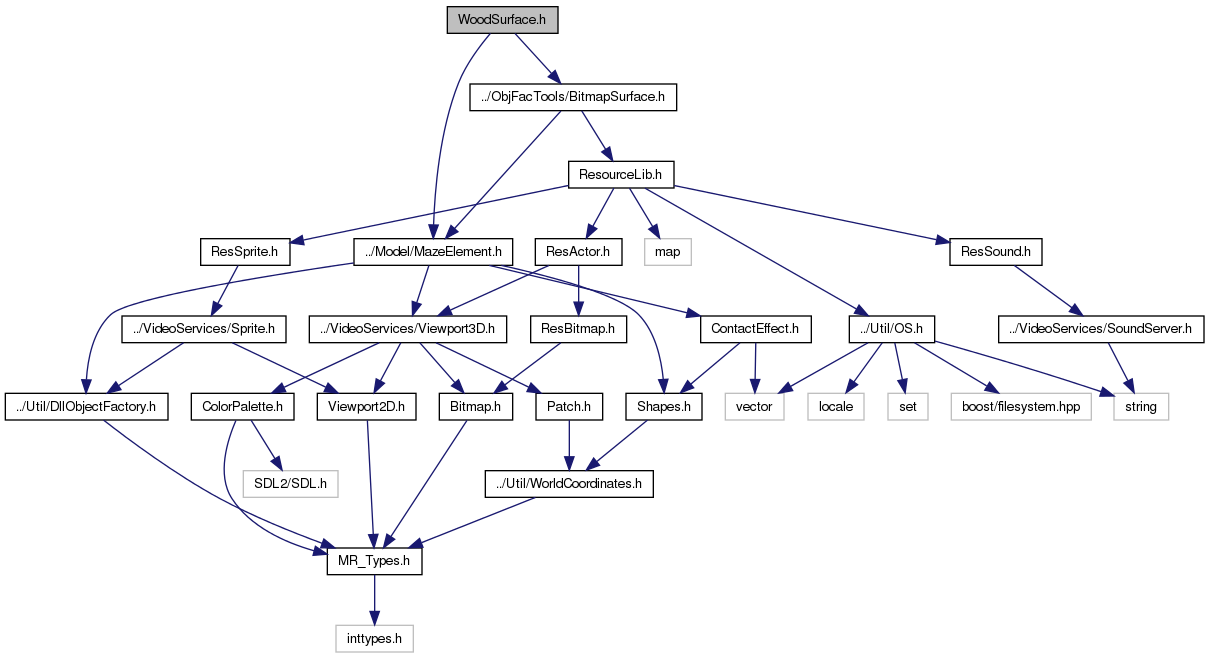 WoodSurface.h
../ObjFacTools/BitmapSurface.h
ResourceLib.h
ResSprite.h
../Model/MazeElement.h
ResActor.h
map
ResSound.h
../VideoServices/Sprite.h
../VideoServices/Viewport3D.h
ResBitmap.h
ContactEffect.h
../Util/OS.h
../VideoServices/SoundServer.h
../Util/DllObjectFactory.h
ColorPalette.h
Viewport2D.h
Bitmap.h
Patch.h
Shapes.h
vector
locale
set
boost/filesystem.hpp
string
SDL2/SDL.h
../Util/WorldCoordinates.h
MR_Types.h
inttypes.h